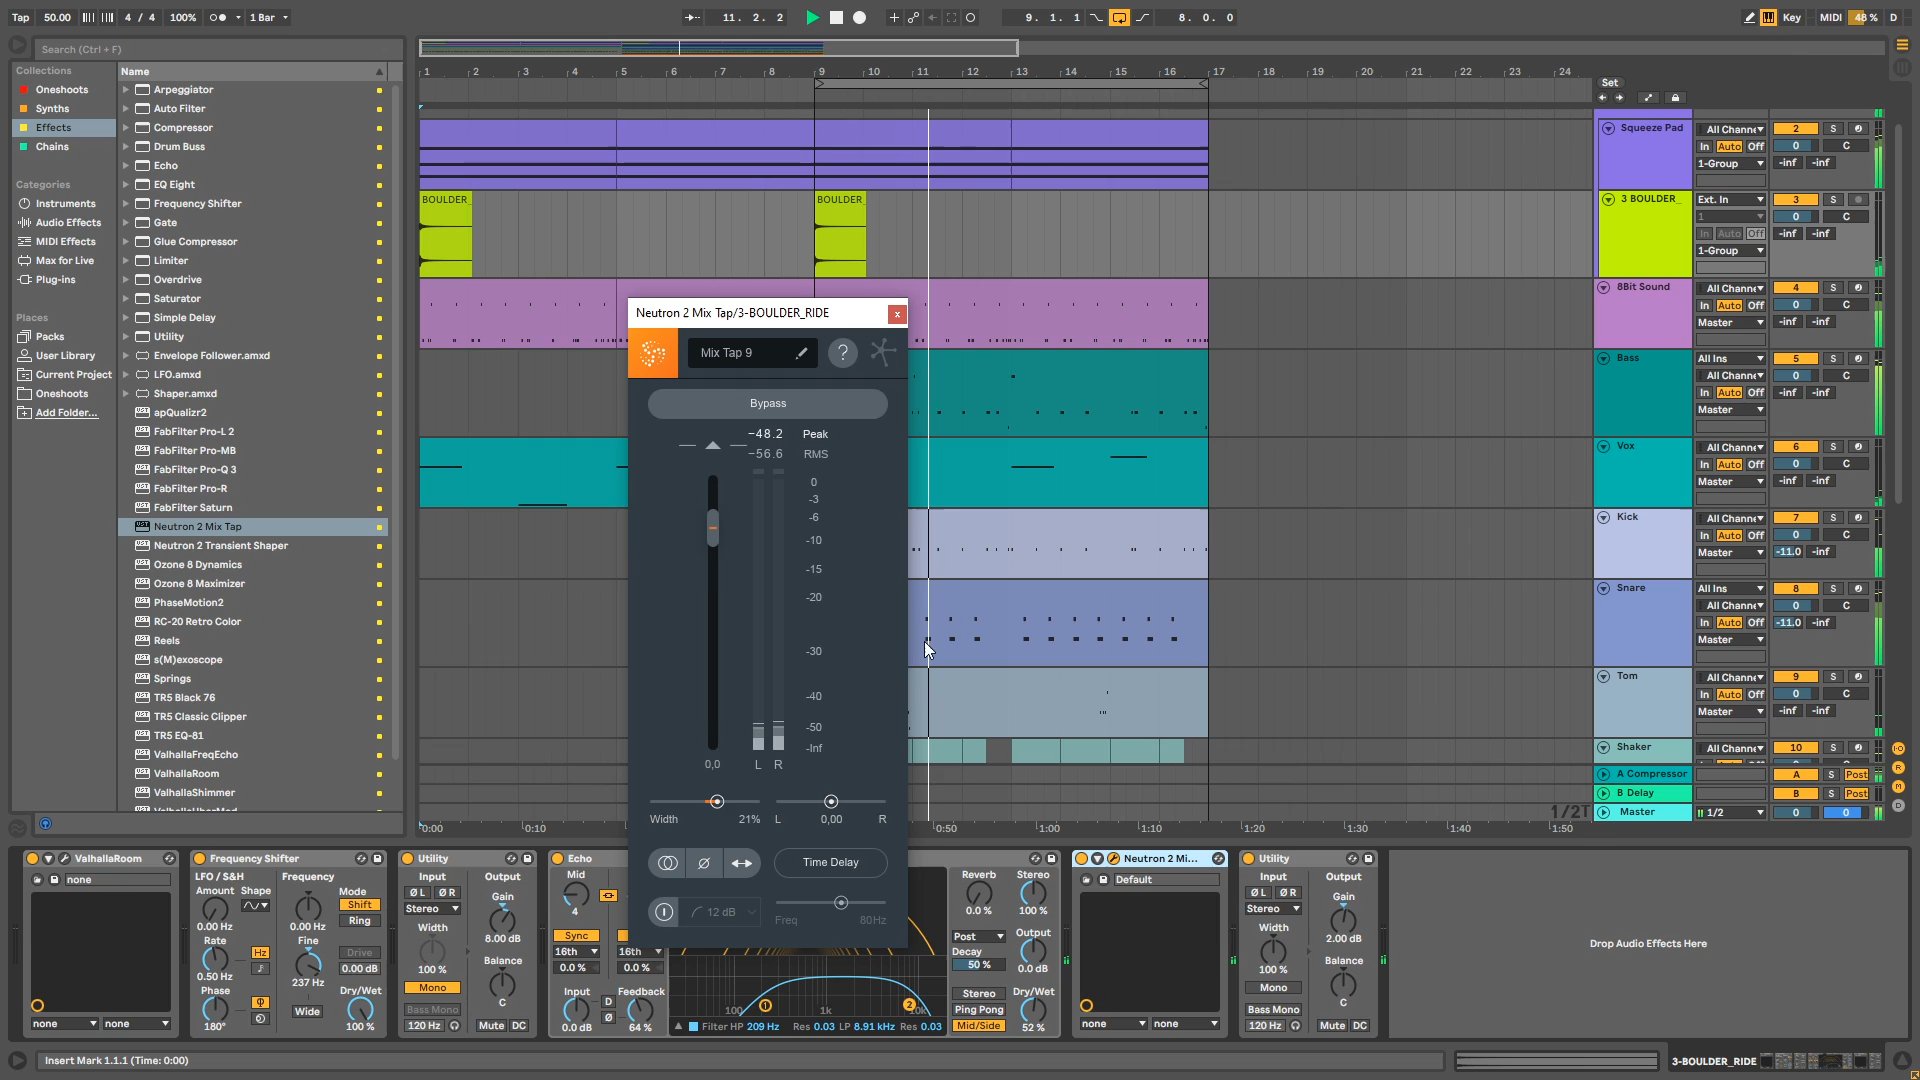 Tap 50.00 4 / 4 100% 1 Bar 11. 2. 2 9. 1. 1 8. 0. 0 Key MIDI 48 % D
Search (Ctrl + F)
Collections
Oneshoots
Synths
Effects
Chains
Categories
Instruments
Audio Effects
MIDI Effects
Max for Live
Plug-ins
Places
Packs
User Library
Current Project
Oneshoots
Add Folder...
Name
Arpeggiator
Auto Filter
Compressor
Drum Buss
Echo
EQ Eight
Frequency Shifter
Gate
Glue Compressor
Limiter
Overdrive
Saturator
Simple Delay
Utility
Envelope Follower.amxd
LFO.amxd
Shaper.amxd
apQualizr2
FabFilter Pro-L 2
FabFilter Pro-MB
FabFilter Pro-Q 3
FabFilter Pro-R
FabFilter Saturn
Neutron 2 Mix Tap
Neutron 2 Transient Shaper
Ozone 8 Dynamics
Ozone 8 Maximizer
PhaseMotion2
RC-20 Retro Color
Reels
s(M)exoscope
Springs
TR5 Black 76
TR5 Classic Clipper
TR5 EQ-81
ValhallaFreqEcho
ValhallaRoom
ValhallaShimmer
ValhallaUberMod
1 2 3 4 5 6 7 8 9 10 11 12 13 14 15 16 17 18 19 20 21 22 23 24
Set
BOULDER_ BOULDER_
Squeeze Pad All Channe 2 S
In Auto Off 0 C
1-Group -inf -inf
3 BOULDER_ Ext. In 3 S
1 0 C
In Auto Off -inf -inf
1-Group
8Bit Sound All Channe 4 S
In Auto Off 0 C
Master -inf -inf
Bass All Ins 5 S
All Channe 0 C
In Auto Off -inf -inf
Master
Vox All Channe 6 S
In Auto Off 0 C
Master -inf -inf
Kick All Channe 7 S
In Auto Off 0 C
Master -11.0 -inf
Snare All Ins 8 S
All Channe 0 C
In Auto Off -11.0 -inf
Master
Tom All Channe 9 S
In Auto Off 0 C
Master -inf -inf
Shaker All Channe 10 S
A Compressor A S Post
B Delay B S Post
1/2T Master 1/2 0 0
0:00 0:10 0:50 1:00 1:10 1:20 1:30 1:40 1:50
Neutron 2 Mix Tap/3-BOULDER_RIDE x
Mix Tap 9 ?
Bypass
-48.2 Peak
-56.6 RMS
0
-3
-6
-10
-15
-20
-30
-40
-50
-Inf
0,0 L R
Width 21% L 0,00 R
Time Delay
12 dB Freq 80Hz
ValhallaRoom
none
none none
Frequency Shifter
LFO / S&H Frequency
Amount Shape Mode
Shift
0.00 Hz 0.00 Hz Ring
Rate Fine
Hz Drive
0.50 Hz 237 Hz 0.00 dB
Phase Dry/Wet
Wide
180° 100 %
Utility
Input Output
Ø L Ø R Gain
Stereo
Width 8.00 dB
Balance
100 %
Mono C
Bass Mono
120 Hz Mute DC
Echo
Mid
4
Sync
16th 16th
0.0 % 0.0 %
Input D Feedback
Ø
0.0 dB 64 %
100 1k 10k
1 2
Filter HP 209 Hz Res 0.03 LP 8.91 kHz Res 0.03
Reverb Stereo
0.0 % 100 %
Post Output
Decay
50 % 0.0 dB
Stereo Dry/Wet
Ping Pong
Mid/Side 52 %
Neutron 2 Mi...
Default
none none
Utility
Input Output
Ø L Ø R Gain
Stereo
Width 2.00 dB
Balance
100 %
Mono C
Bass Mono
120 Hz Mute DC
Drop Audio Effects Here
Insert Mark 1.1.1 (Time: 0:00)
3-BOULDER_RIDE